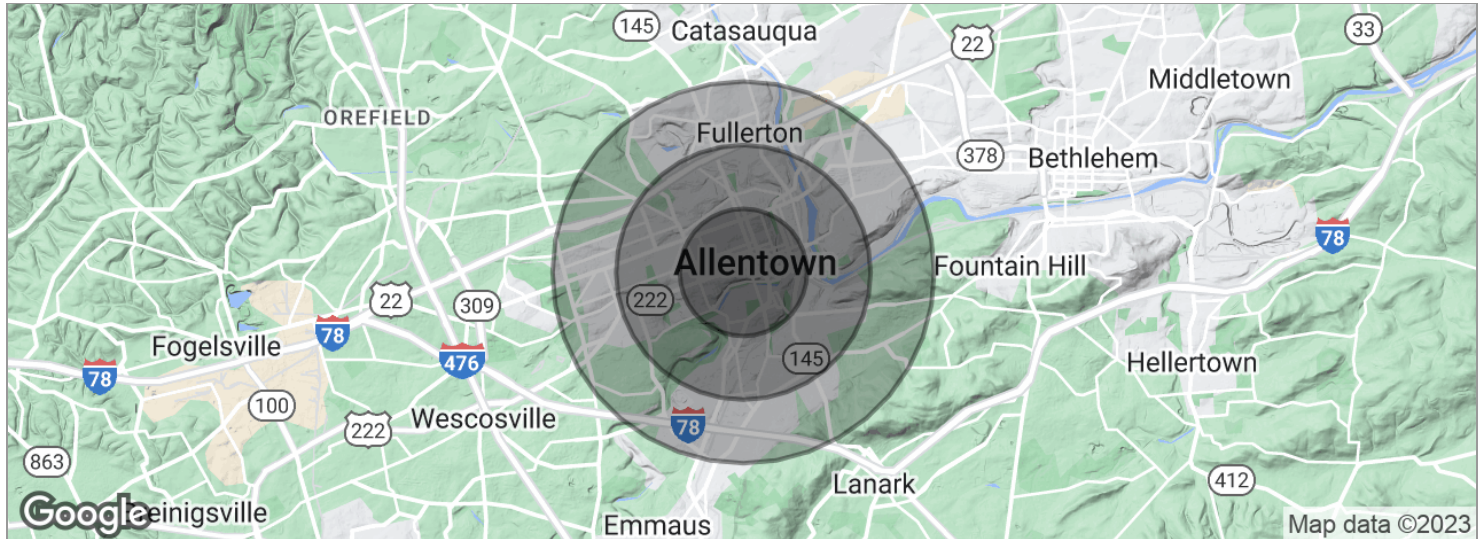 145
Catasauqua
22
33
Middletown
OREFIELD
Fullerton
378
Bethlehem
78
Allentown
Fountain Hill
222
22
309
78
Fogelsville
476
145
Hellertown
78
100
Wescosville
222
78
863
Lanark
412
Google
einigsville
Emmaus
Map data ©2023